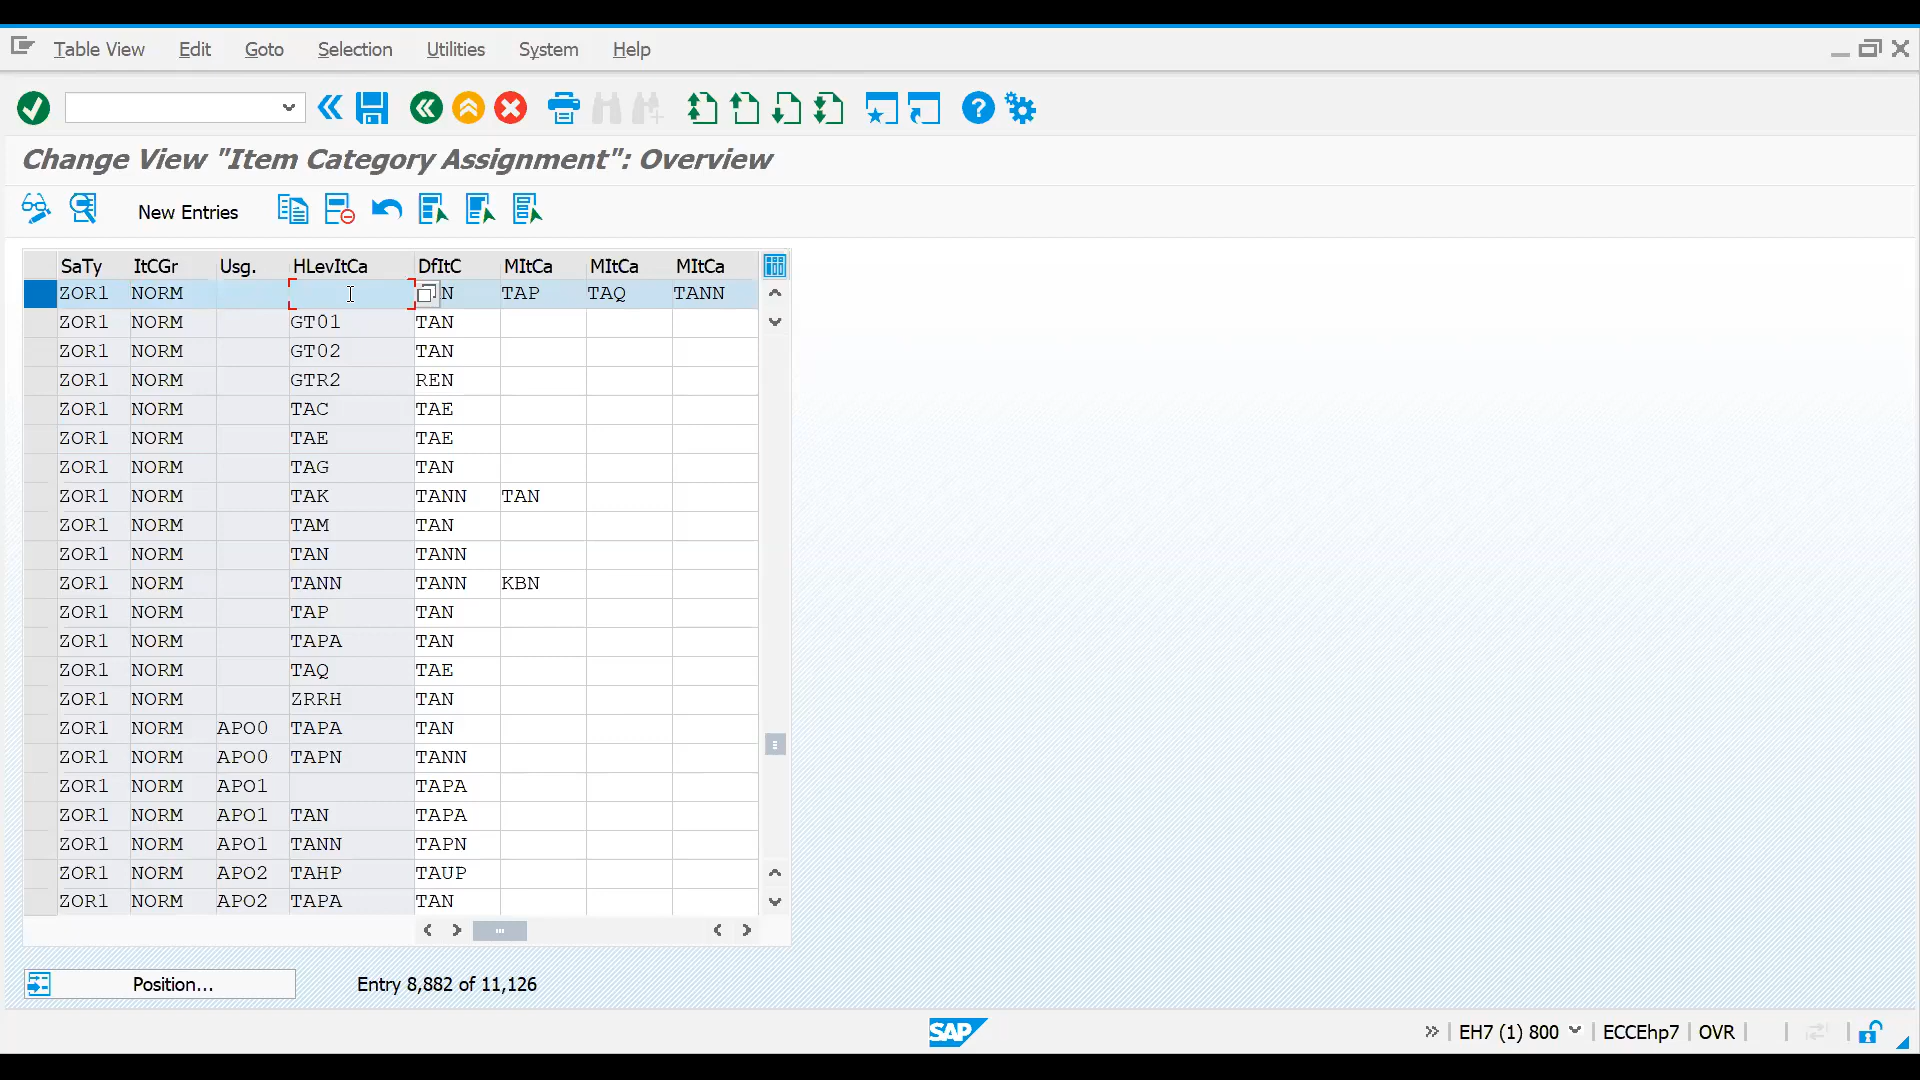 Table View Edit Goto Selection Utilities System Help
Change View "Item Category Assignment": Overview
New Entries
SaTy ItCGr Usg. HLevItCa DfItC MItCa MItCa MItCa
ZOR1 NORM N TAP TAQ TANN
ZOR1 NORM GT01 TAN
ZOR1 NORM GT02 TAN
ZOR1 NORM GTR2 REN
ZOR1 NORM TAC TAE
ZOR1 NORM TAE TAE
ZOR1 NORM TAG TAN
ZOR1 NORM TAK TANN TAN
ZOR1 NORM TAM TAN
ZOR1 NORM TAN TANN
ZOR1 NORM TANN TANN KBN
ZOR1 NORM TAP TAN
ZOR1 NORM TAPA TAN
ZOR1 NORM TAQ TAE
ZOR1 NORM ZRRH TAN
ZOR1 NORM APO0 TAPA TAN
ZOR1 NORM APO0 TAPN TANN
ZOR1 NORM APO1 TAPA
ZOR1 NORM APO1 TAN TAPA
ZOR1 NORM APO1 TANN TAPN
ZOR1 NORM APO2 TAHP TAUP
ZOR1 NORM APO2 TAPA TAN
Position... Entry 8,882 of 11,126
SAP EH7 (1) 800 ECCEhp7 OVR